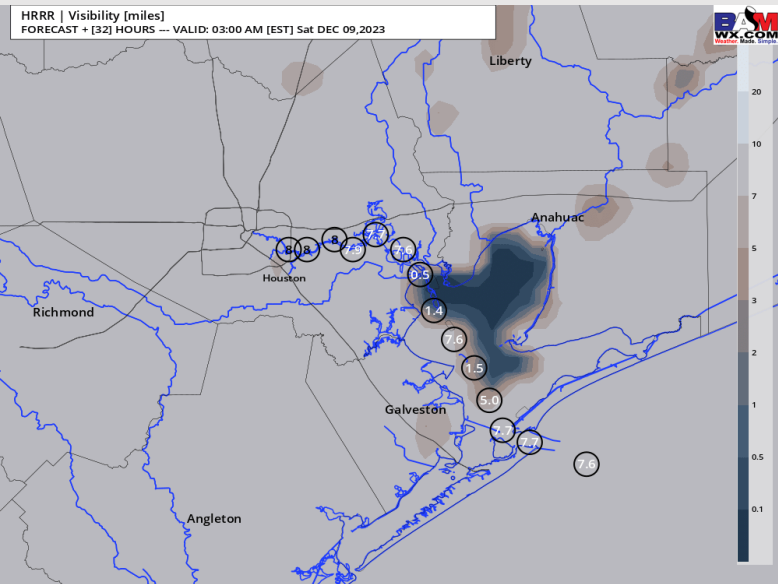 HRRR | Visibility [miles]
FORECAST + [32] HOURS --- VALID: 03:00 AM [EST] Sat DEC 09,2023
BAM
WX.COM
Weather. Made. Simple.
Liberty
20
10
7
Anahuac
8
8
8
7.7
7.6
5
0.5
Houston
3
Richmond
1.4
7.6
2
1.5
5.0
1
Galveston
7.7
7.7
0.5
7.6
0.1
Angleton